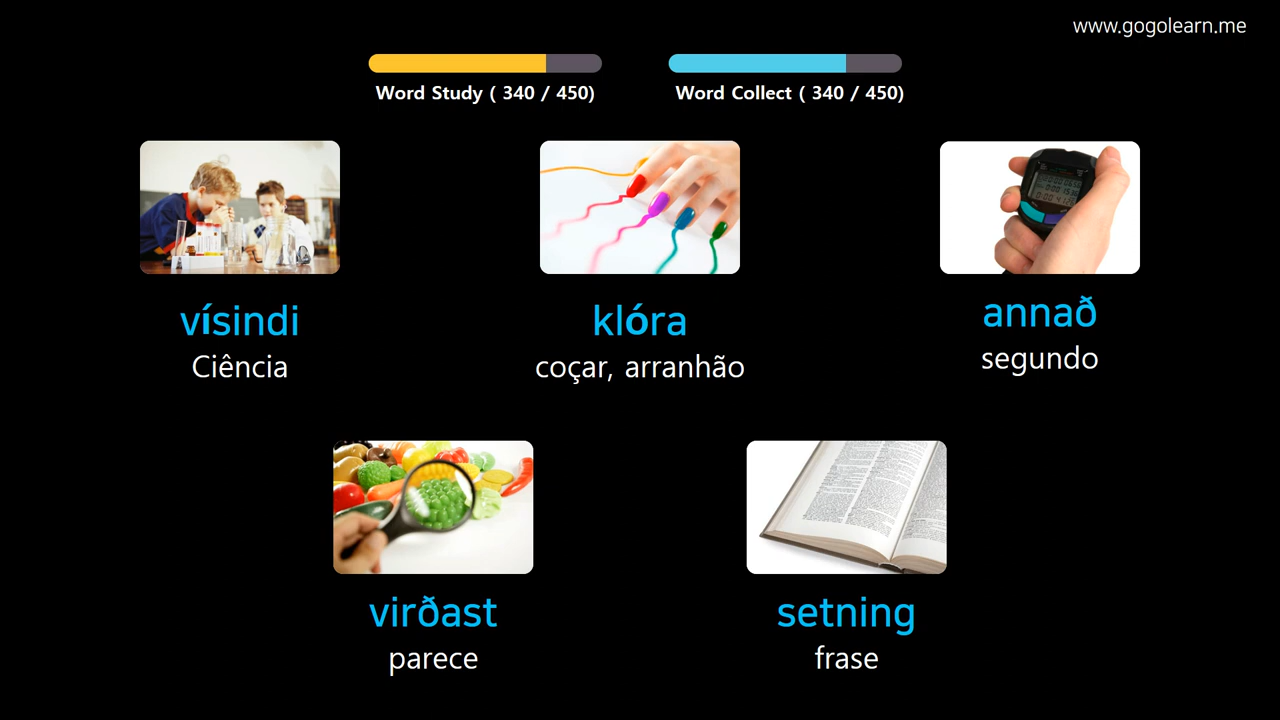 www.gogolearn.me
Word Study ( 340 / 450)
Word Collect ( 340 / 450)
vísindi
Ciência
klóra
coçar, arranhão
annað
segundo
virðast
parece
setning
frase